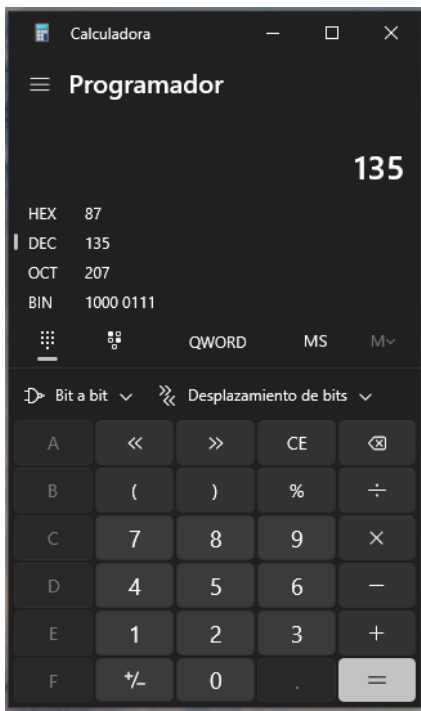 Calculadora
Programador
135
HEX 87
DEC 135
OCT 207
BIN 1000 0111
QWORD MS M
Bit a bit Desplazamiento de bits
A << >> CE
B ( ) % ÷
C 7 8 9 ×
D 4 5 6 −
E 1 2 3 +
F +/− 0 . =